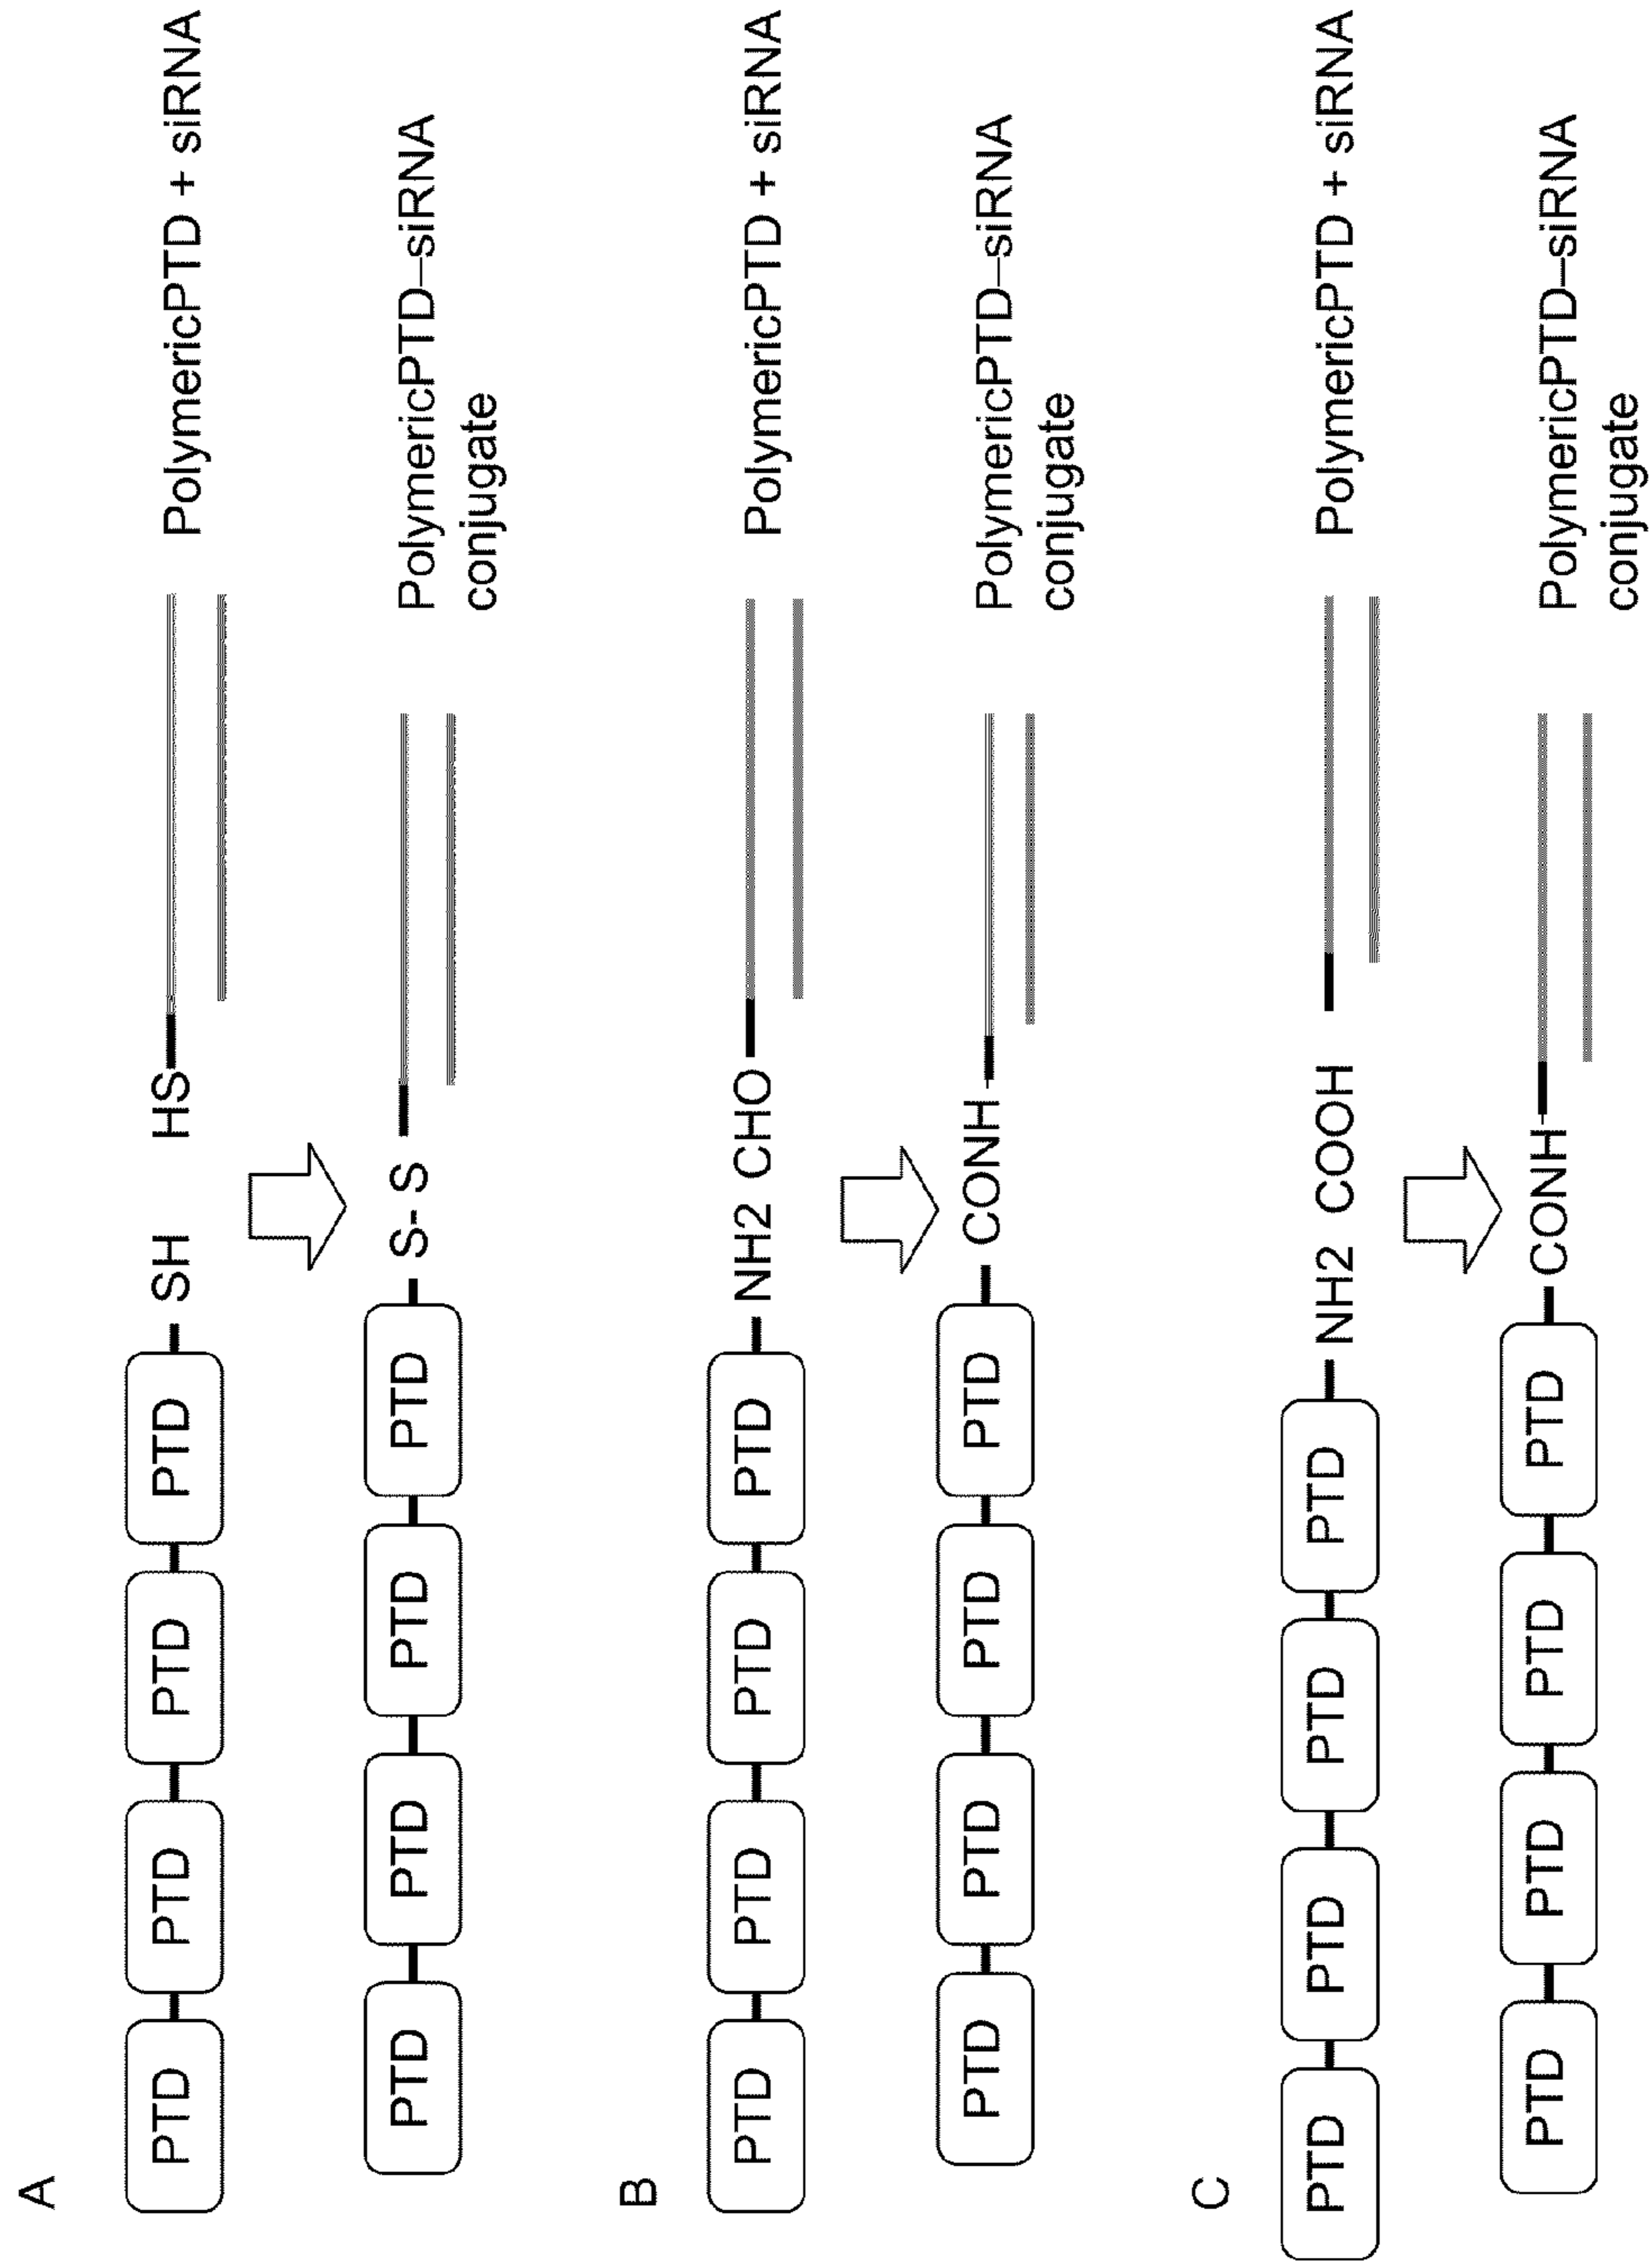 A
PTD PTD PTD PTD SH HS PolymericPTD + siRNA
PTD PTD PTD PTD S- S PolymericPTD–siRNA
conjugate
B
PTD PTD PTD PTD NH2 CHO PolymericPTD + siRNA
PTD PTD PTD PTD CONH PolymericPTD–siRNA
conjugate
C
PTD PTD PTD PTD NH2 COOH PolymericPTD + siRNA
PTD PTD PTD PTD CONH PolymericPTD–siRNA
conjugate